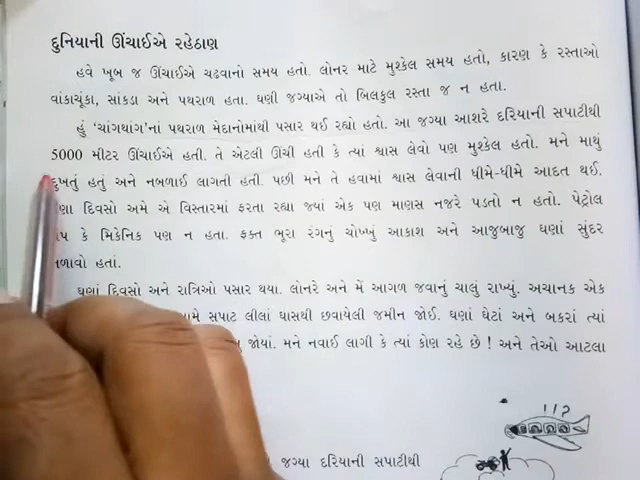 દુનિયાની ઊંચાઈએ રહેઠાણ
હવે ખૂબ જ ઊંચાઈએ ચઢવાનો સમય હતો. લોનર માટે મુશ્કેલ સમય હતો, કારણ કે રસ્તાઓ
વાંકાચૂંકા, સાંકડા અને પથરાળ હતા. ઘણી જગ્યાએ તો બિલકુલ રસ્તા જ ન હતા.
હું ‘ચાંગથાંગ’નાં પથરાળ મેદાનોમાંથી પસાર થઈ રહ્યો હતો. આ જગ્યા આશરે દરિયાની સપાટીથી
5000 મીટર ઊંચાઈએ હતી. તે એટલી ઊંચી હતી કે ત્યાં શ્વાસ લેવો પણ મુશ્કેલ હતો. મને માથું
દુખતું હતું અને નબળાઈ લાગતી હતી. પછી મને તે હવામાં શ્વાસ લેવાની ધીમે-ધીમે આદત થઈ.
દિવસો અમે એ વિસ્તારમાં ફરતા રહ્યા જ્યાં એક પણ માણસ નજરે પડતો ન હતો. પેટ્રોલ
કે મિકેનિક પણ ન હતા. ફક્ત ભૂરા રંગનું ચોખ્ખું આકાશ અને આજુબાજુ ઘણાં સુંદર
હતાં.
ઘણાં દિવસો અને રાત્રિઓ પસાર થયા. લોનરે અને મેં આગળ જવાનું ચાલું રાખ્યું. અચાનક એક
સપાટ લીલાં ઘાસથી છવાયેલી જમીન જોઈ. ઘણાં ઘેટાં અને બકરાં ત્યાં
જોયાં. મને નવાઈ લાગી કે ત્યાં કોણ રહે છે ! અને તેઓ આટલા
!!?
જગ્યા દરિયાની સપાટીથી